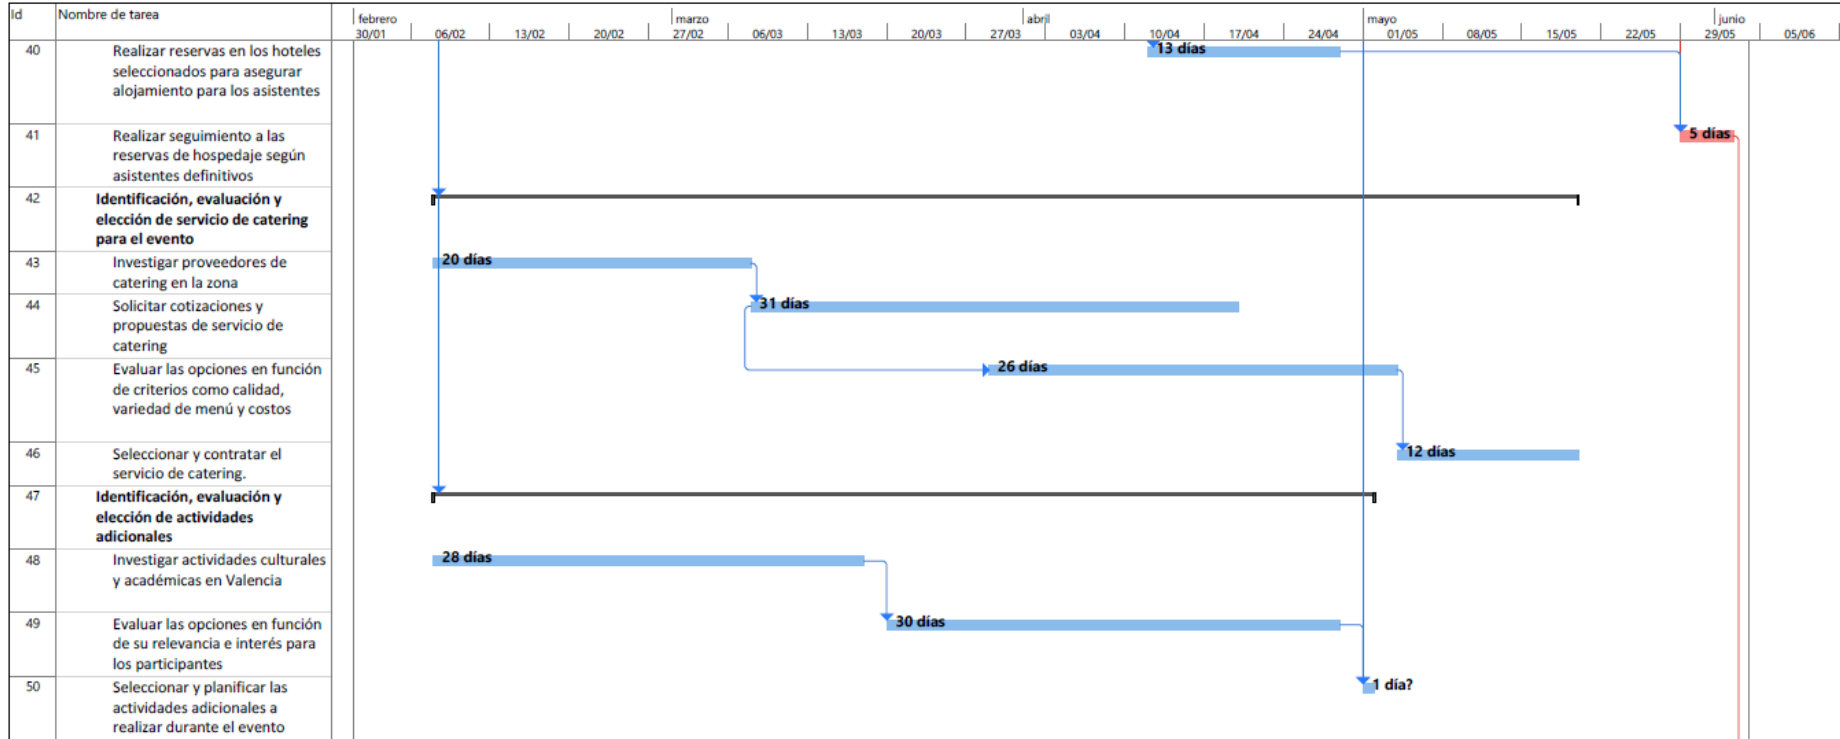 Id Nombre de tarea febrero marzo abril mayo junio
30/01 06/02 13/02 20/02 27/02 06/03 13/03 20/03 27/03 03/04 10/04 17/04 24/04 01/05 08/05 15/05 22/05 29/05 05/06
40 Realizar reservas en los hoteles 13 días
seleccionados para asegurar
alojamiento para los asistentes
41 Realizar seguimiento a las 5 días
reservas de hospedaje según
asistentes definitivos
42 Identificación, evaluación y
elección de servicio de catering
para el evento
43 Investigar proveedores de 20 días
catering en la zona
44 Solicitar cotizaciones y 31 días
propuestas de servicio de
catering
45 Evaluar las opciones en función 26 días
de criterios como calidad,
variedad de menú y costos
46 Seleccionar y contratar el 12 días
servicio de catering.
47 Identificación, evaluación y
elección de actividades
adicionales
48 Investigar actividades culturales 28 días
y académicas en Valencia
49 Evaluar las opciones en función 30 días
de su relevancia e interés para
los participantes
50 Seleccionar y planificar las 1 día?
actividades adicionales a
realizar durante el evento